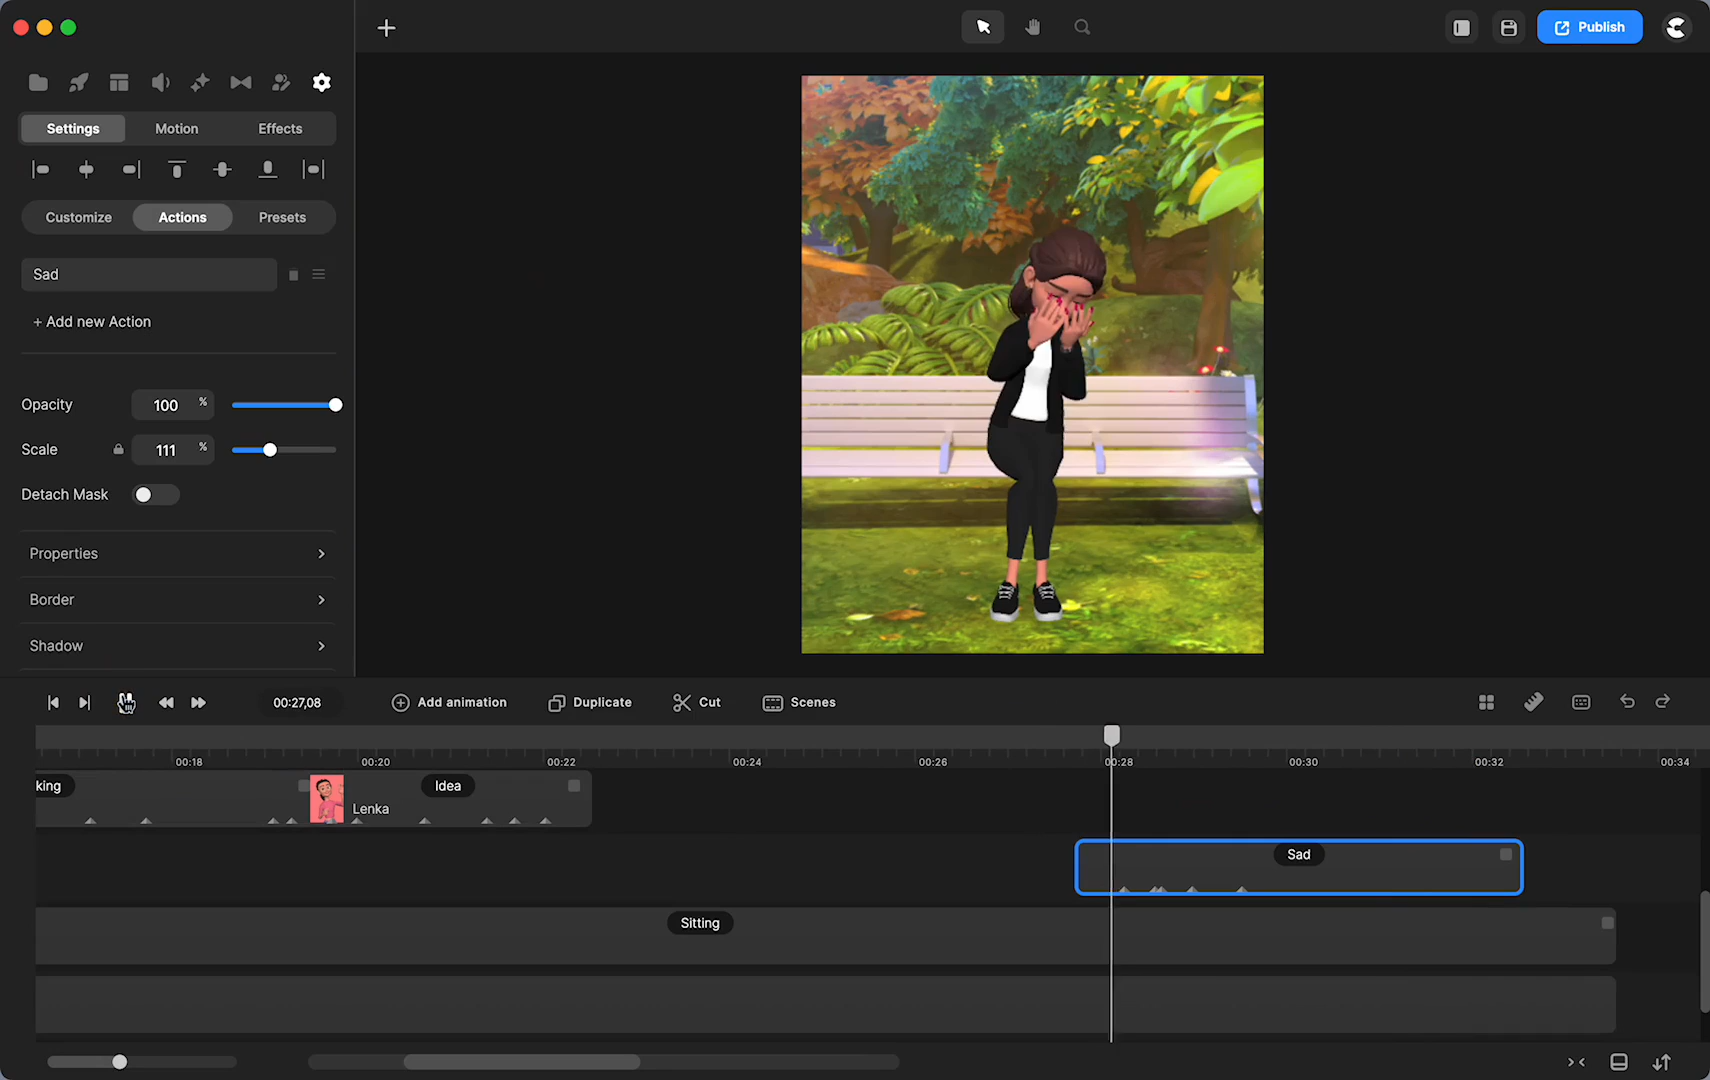 Publish
Settings Motion Effects
Customize Actions Presets
Sad
+ Add new Action
Opacity 100 %
Scale 111 %
Detach Mask
Properties
Border
Shadow
00:27,08 Add animation Duplicate Cut Scenes
00:18 00:20 00:22 00:24 00:26 00:28 00:30 00:32 00:34
king Idea
Lenka
Sad
Sitting